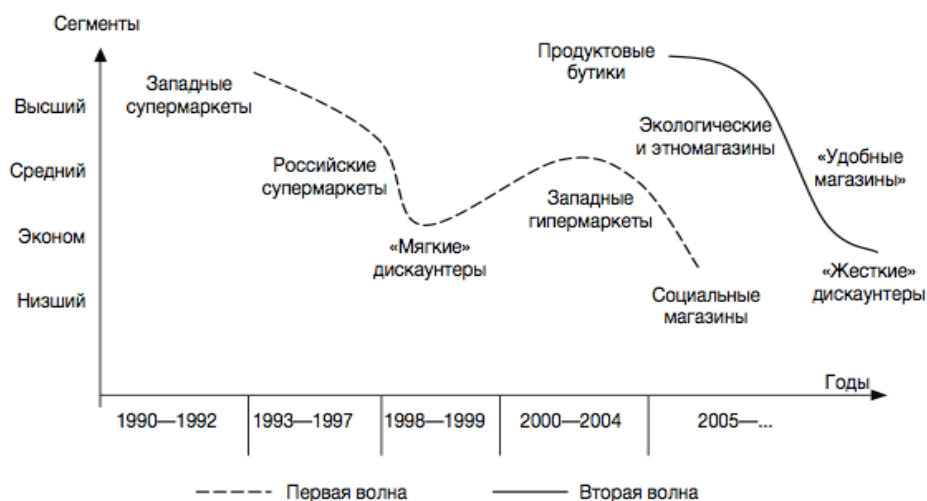 Сегменты
Высший
Средний
Эконом
Низший
Западные
супермаркеты
Российские
супермаркеты
«Мягкие»
дискаунтеры
Западные
гипермаркеты
Социальные
магазины
Продуктовые
бутики
Экологические
и этномагазины
«Удобные
магазины»
«Жесткие»
дискаунтеры
Годы
1990—1992
1993—1997
1998—1999
2000—2004
2005—...
Первая волна
Вторая волна